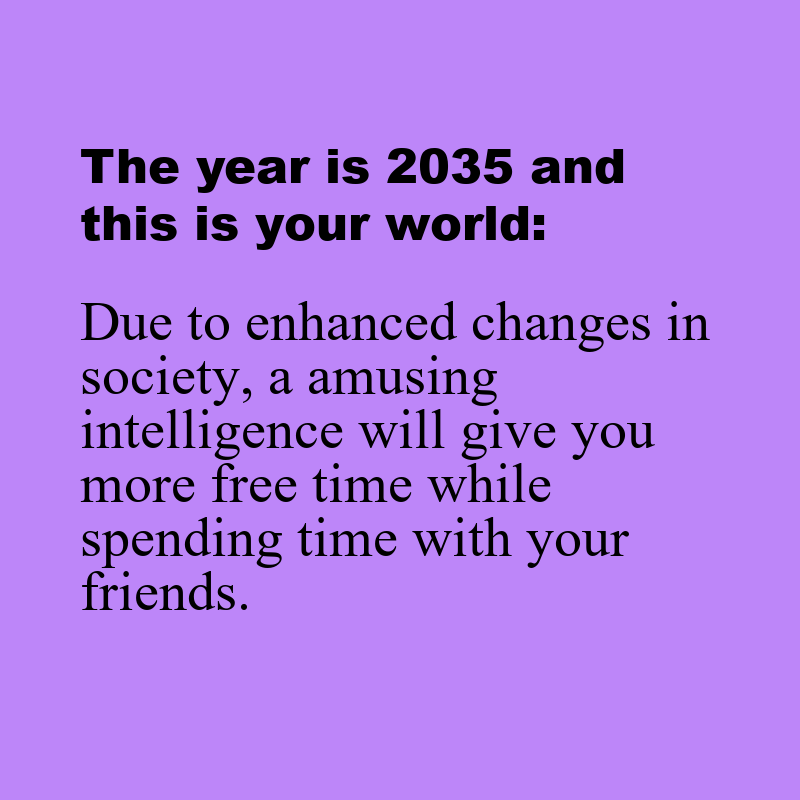 The year is 2035 and
this is your world:
Due to enhanced changes in
society, a amusing
intelligence will give you
more free time while
spending time with your
friends.